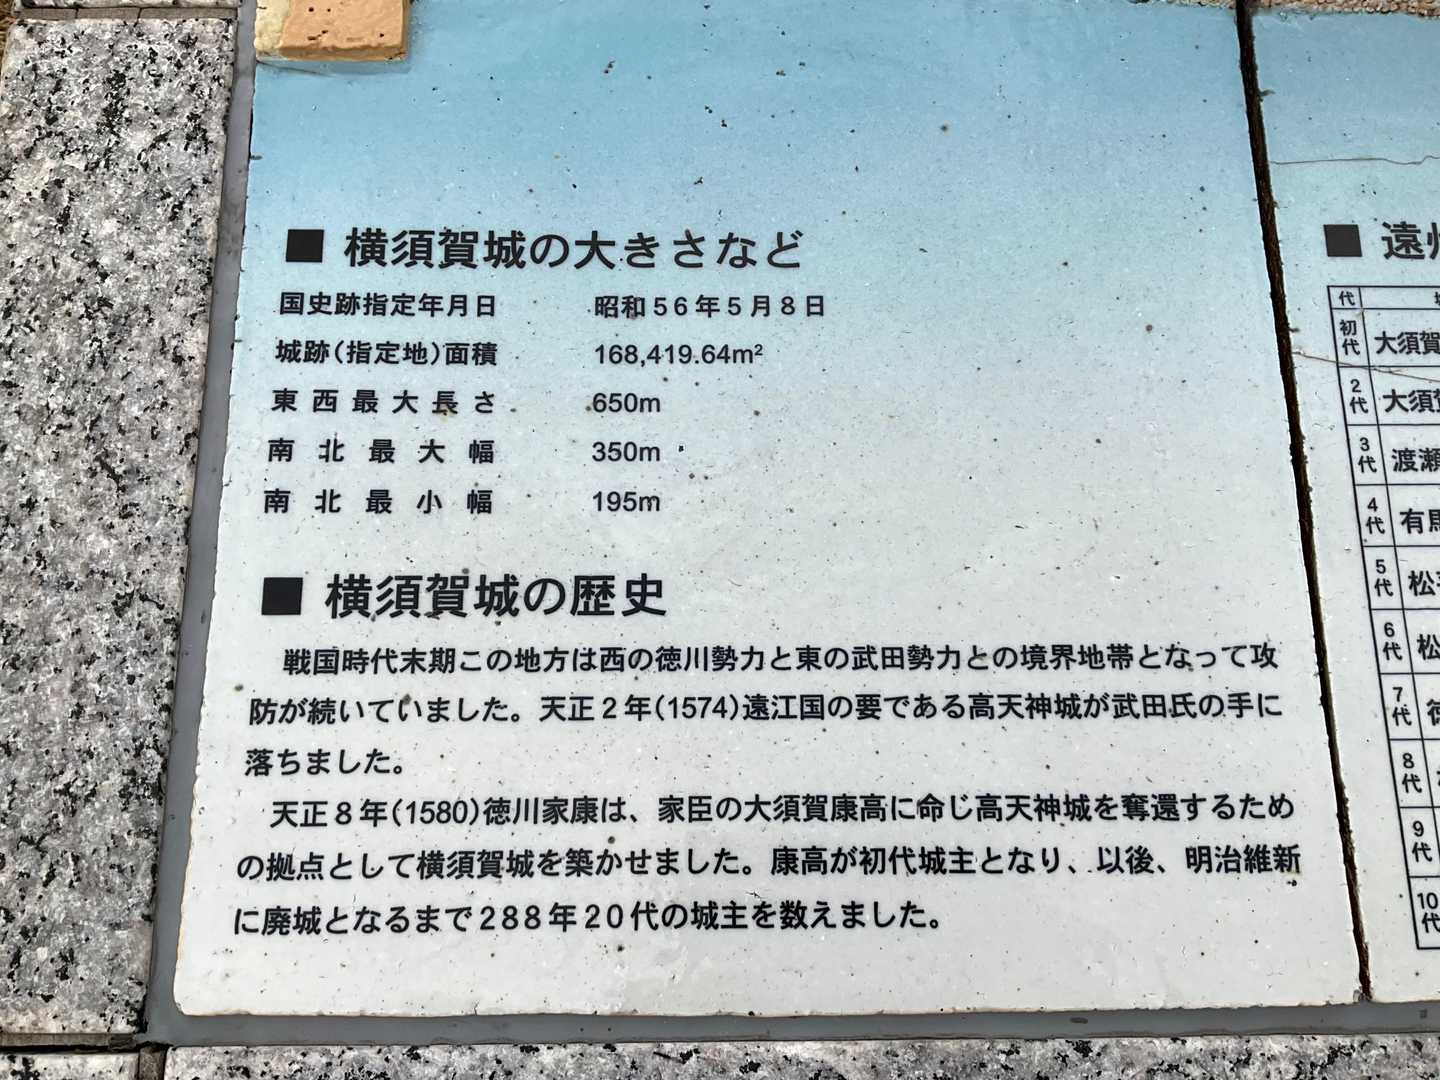 ■ 横須賀城の大きさなど
国史跡指定年月日 昭和56年5月8日
城跡(指定地)面積 168,419.64m²
東西最大長さ 650m
南北最大幅 350m
南北最小幅 195m
■ 横須賀城の歴史
戦国時代末期この地方は西の徳川勢力と東の武田勢力との境界地帯となって攻
防が続いていました。天正2年(1574)遠江国の要である高天神城が武田氏の手に
落ちました。
天正8年(1580)徳川家康は、家臣の大須賀康高に命じ高天神城を奪還するため
の拠点として横須賀城を築かせました。康高が初代城主となり、以後、明治維新
に廃城となるまで288年20代の城主を数えました。
■ 遠州
代
初代 大須賀
2代 大須賀
3代 渡瀬
4代 有馬
5代 松
6代 松
7代
8代
9代
10代